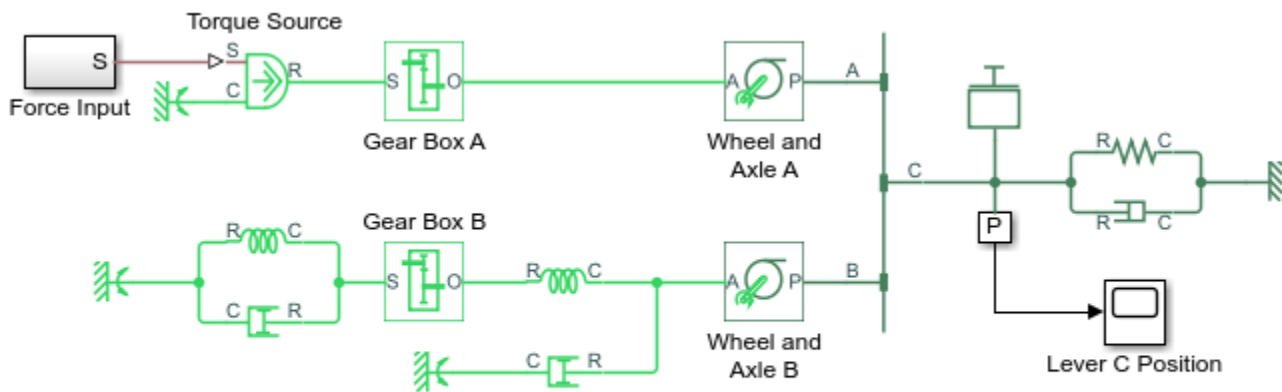 Torque Source
S
Force Input
S
C
R
S
O
Gear Box A
A
P
Wheel and
Axle A
A
C
R
C
R
C
P
Lever C Position
R
C
C
R
Gear Box B
S
O
R
C
C
R
A
P
Wheel and
Axle B
B